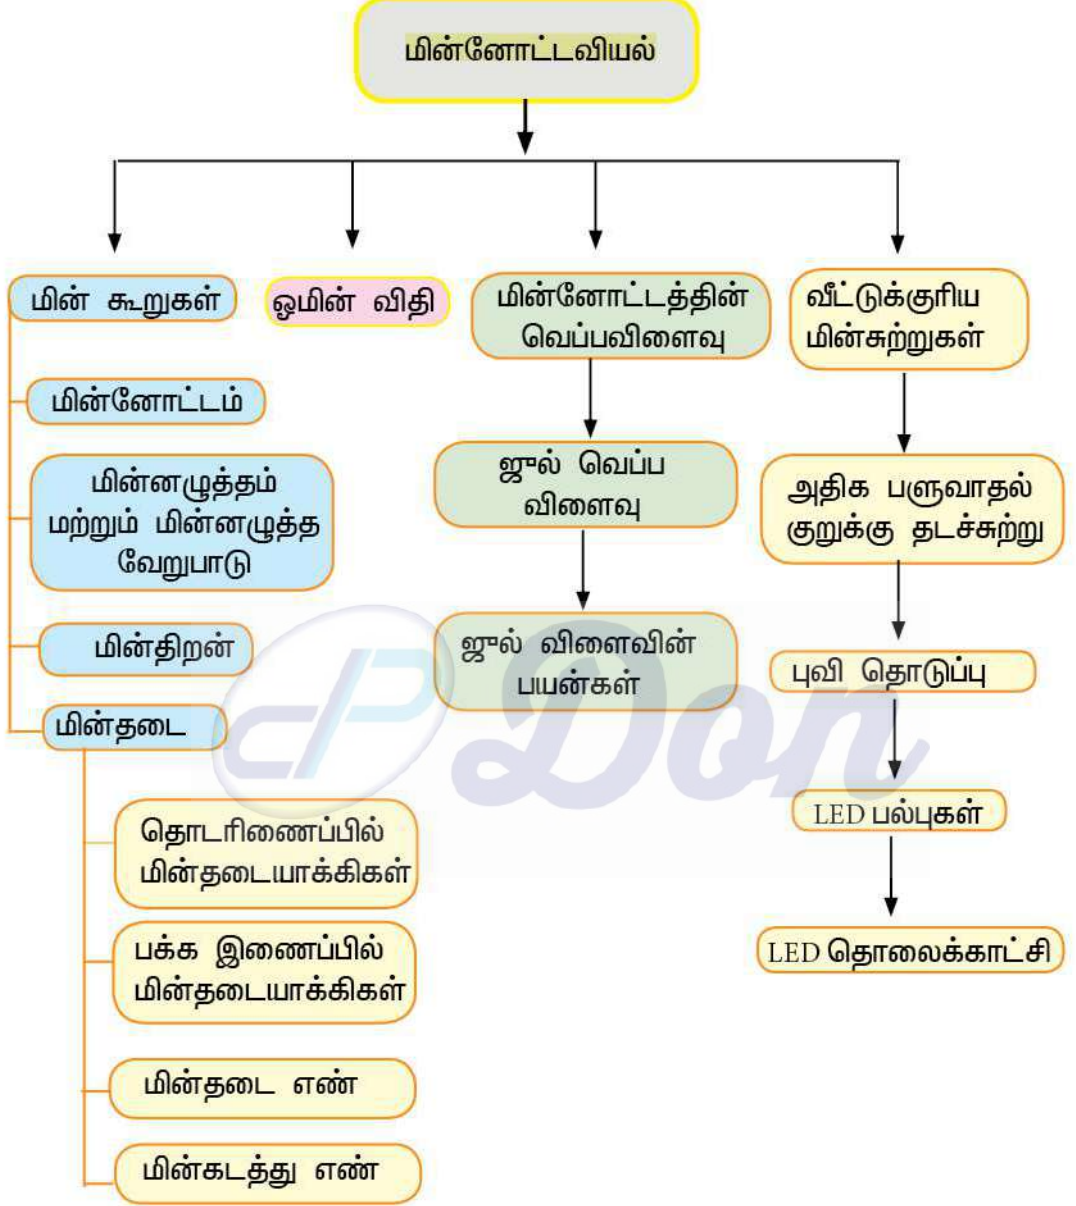 மின்னோட்டவியல்
மின் கூறுகள்
ஓமின் விதி
மின்னோட்டத்தின்
வெப்பவிளைவு
வீட்டுக்குரிய
மின்சுற்றுகள்
மின்னோட்டம்
மின்னழுத்தம்
மற்றும் மின்னழுத்த
வேறுபாடு
மின்திறன்
மின்தடை
தொடரிணைப்பில்
மின்தடையாக்கிகள்
பக்க இணைப்பில்
மின்தடையாக்கிகள்
மின்தடை எண்
மின்கடத்து எண்
ஜுல் வெப்ப
விளைவு
ஜுல் விளைவின்
பயன்கள்
அதிக பளுவாதல்
குறுக்கு தடச்சுற்று
புவி தொடுப்பு
LED பல்புகள்
LED தொலைக்காட்சி
Don